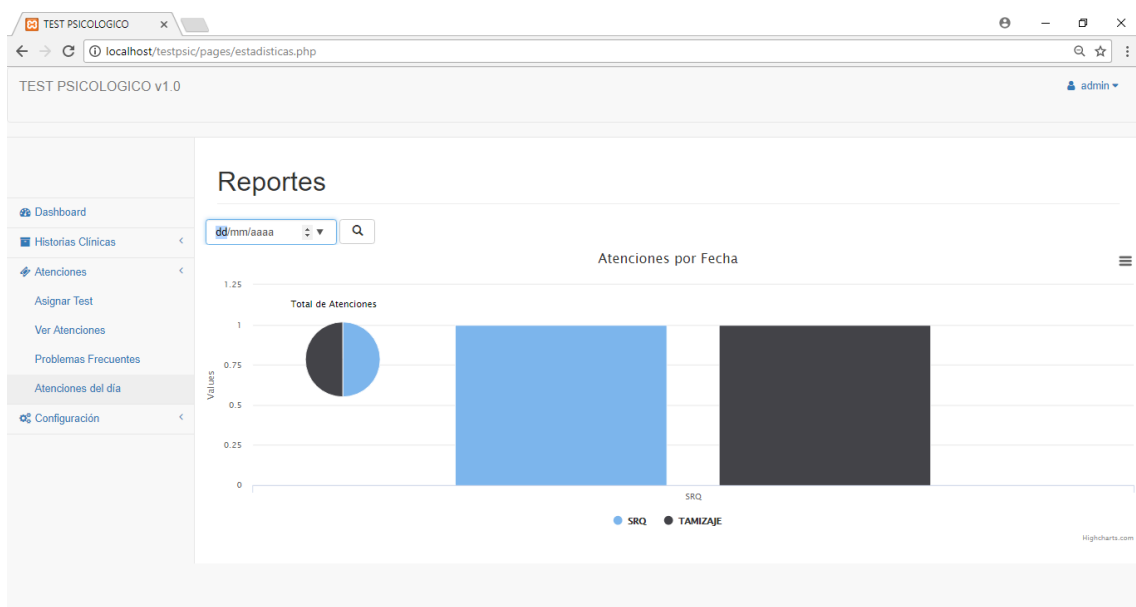 TEST PSICOLOGICO
localhost/testpsic/pages/estadisticas.php
TEST PSICOLOGICO v1.0
admin
Reportes
Dashboard
Historias Clínicas
Atenciones
Asignar Test
Ver Atenciones
Problemas Frecuentes
Atenciones del día
Configuración
dd/mm/aaaa
Atenciones por Fecha
Total de Atenciones
Values
1.25
1
0.75
0.5
0.25
0
SRQ
SRQ TAMIZAJE
Highcharts.com